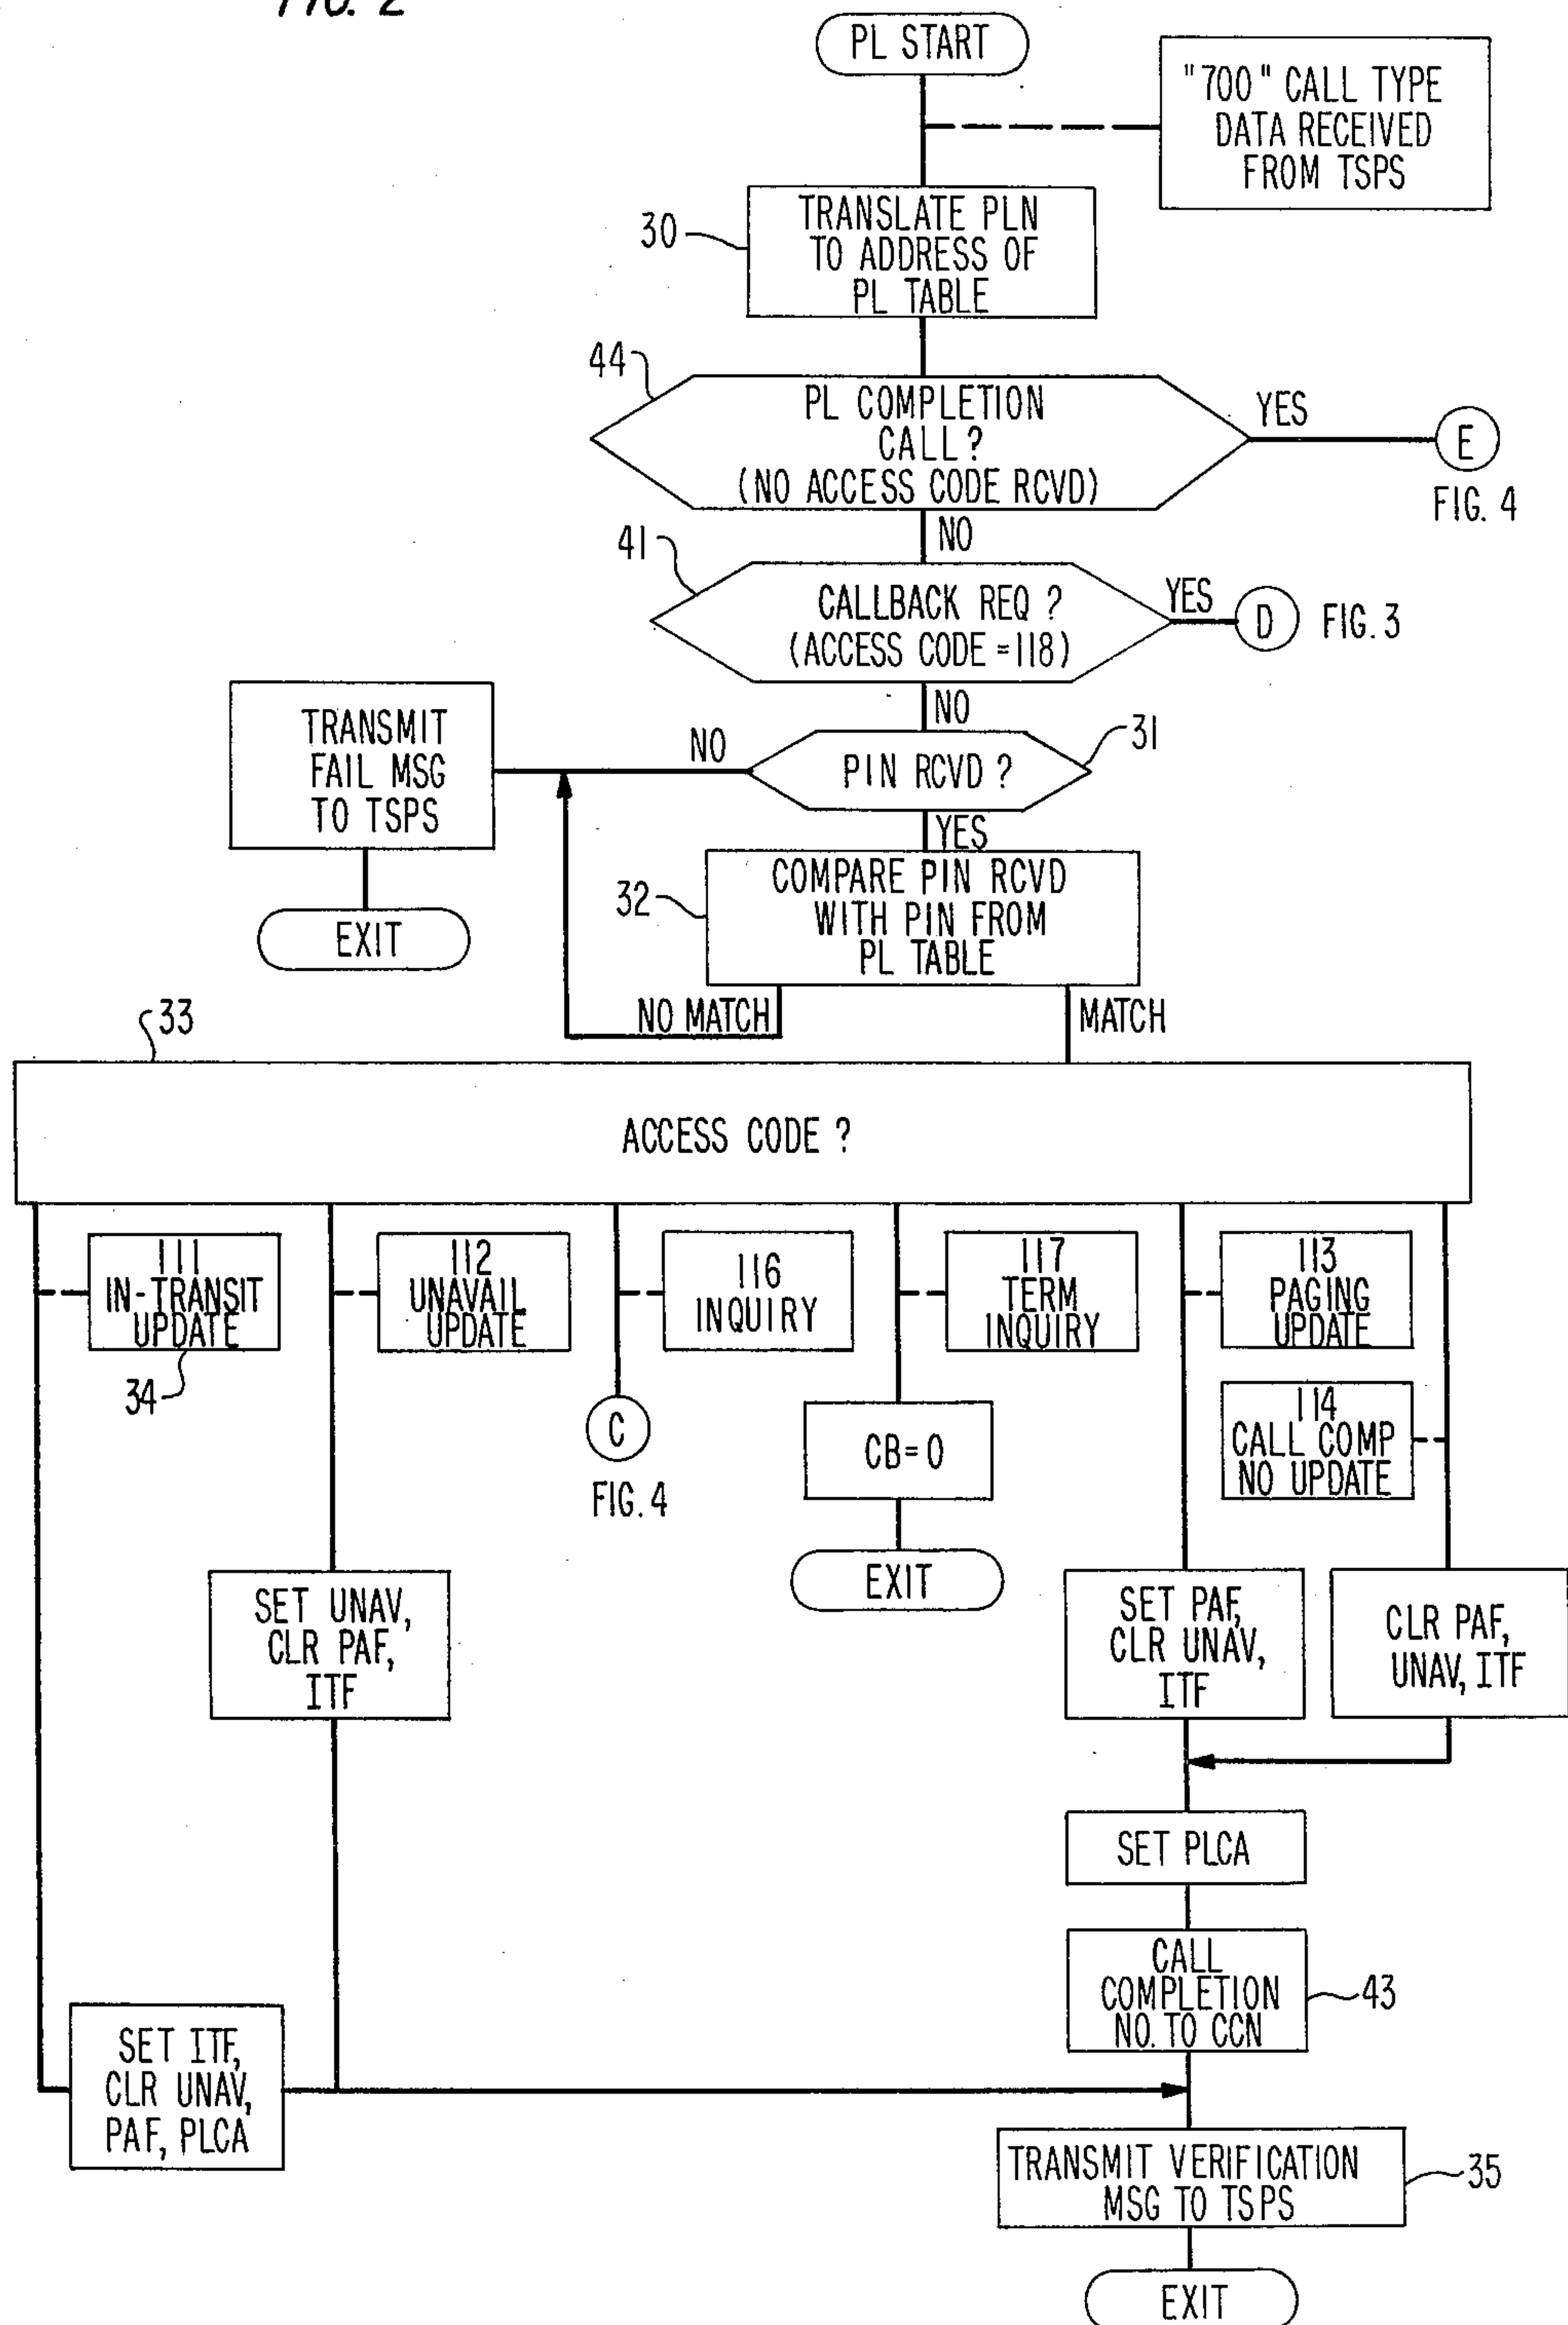 FIG. 2
PL START
"700" CALL TYPE
DATA RECEIVED
FROM TSPS
30
TRANSLATE PLN
TO ADDRESS OF
PL TABLE
44
PL COMPLETION
CALL?
(NO ACCESS CODE RCVD)
YES
E
FIG. 4
NO
41
CALLBACK REQ ?
(ACCESS CODE =118)
YES
D
FIG. 3
NO
TRANSMIT
FAIL MSG
TO TSPS
NO
PIN RCVD ?
31
EXIT
YES
32
COMPARE PIN RCVD
WITH PIN FROM
PL TABLE
NO MATCH
MATCH
33
ACCESS CODE ?
111
IN-TRANSIT
UPDATE
34
112
UNAVAIL
UPDATE
116
INQUIRY
C
FIG. 4
117
TERM
INQUIRY
CB=0
EXIT
113
PAGING
UPDATE
114
CALL COMP
NO UPDATE
SET UNAV,
CLR PAF,
ITF
SET PAF,
CLR UNAV,
ITF
CLR PAF,
UNAV, ITF
SET PLCA
CALL
COMPLETION
NO. TO CCN
43
SET ITF,
CLR UNAV,
PAF, PLCA
TRANSMIT VERIFICATION
MSG TO TSPS
35
EXIT